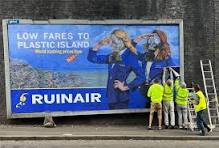 LOW FARES TO
PLASTIC ISLAND
RUINAIR